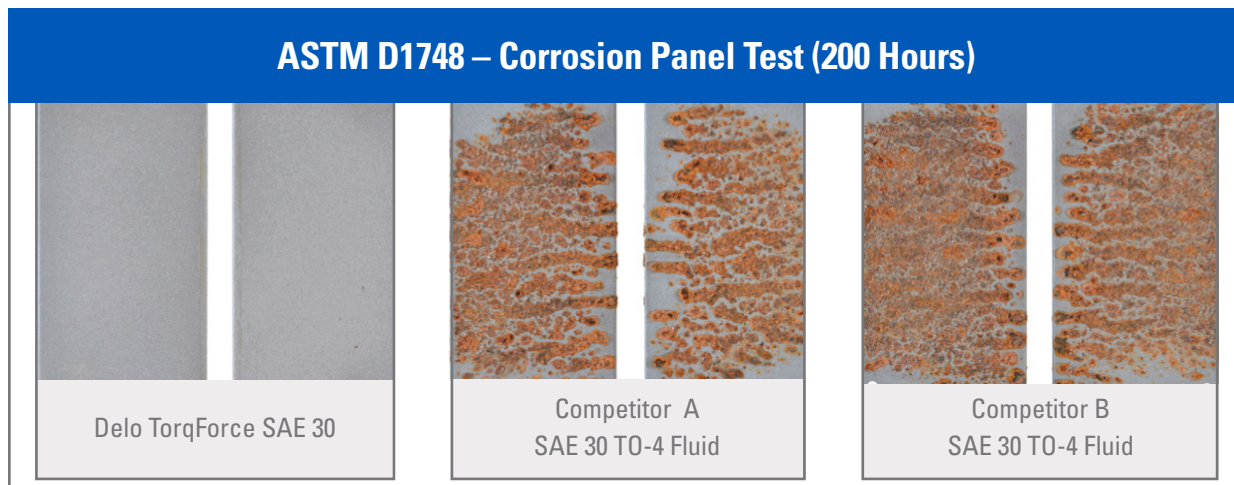 ASTM D1748 – Corrosion Panel Test (200 Hours)
Delo TorqForce SAE 30
Competitor A
SAE 30 TO-4 Fluid
Competitor B
SAE 30 TO-4 Fluid